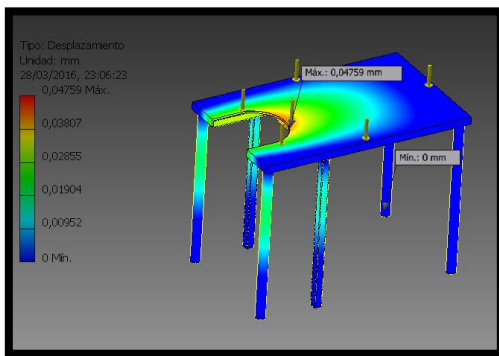 Tipo: Desplazamiento
Unidad: mm
28/03/2016, 23:06:23
0,04759 Máx.
0,03807
0,02855
0,01904
0,00952
0 Mín.
Máx.: 0,04759 mm
Mín.: 0 mm